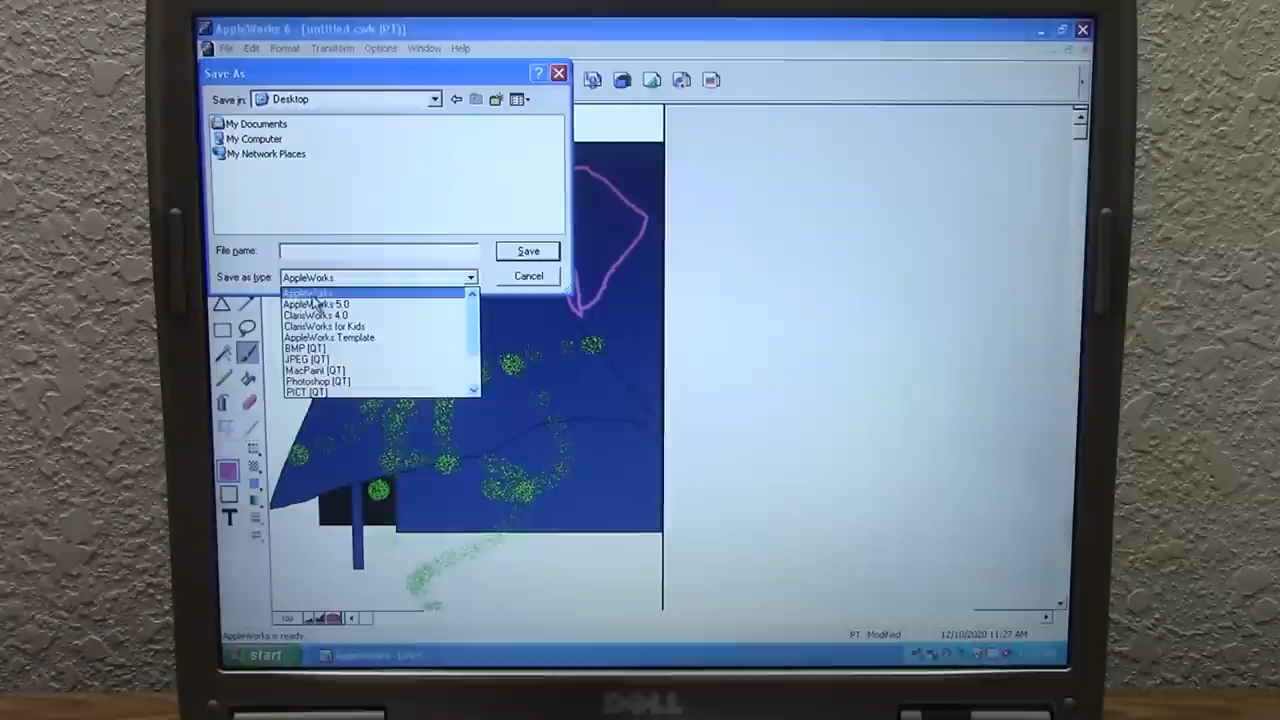 AppleWorks 6 - [untitled.cwk (PT)]
File Edit Format Transform Options Window Help
Save As
Save in: Desktop
My Documents
My Computer
My Network Places
File name:
Save
Save as type: AppleWorks
Cancel
AppleWorks
AppleWorks 5.0
ClarisWorks 4.0
ClarisWorks for Kids
AppleWorks Template
BMP [QT]
JPEG [QT]
MacPaint [QT]
Photoshop [QT]
PICT [QT]
T
100
AppleWorks is ready.
PT Modified
12/10/2020 11:27 AM
start
DELL